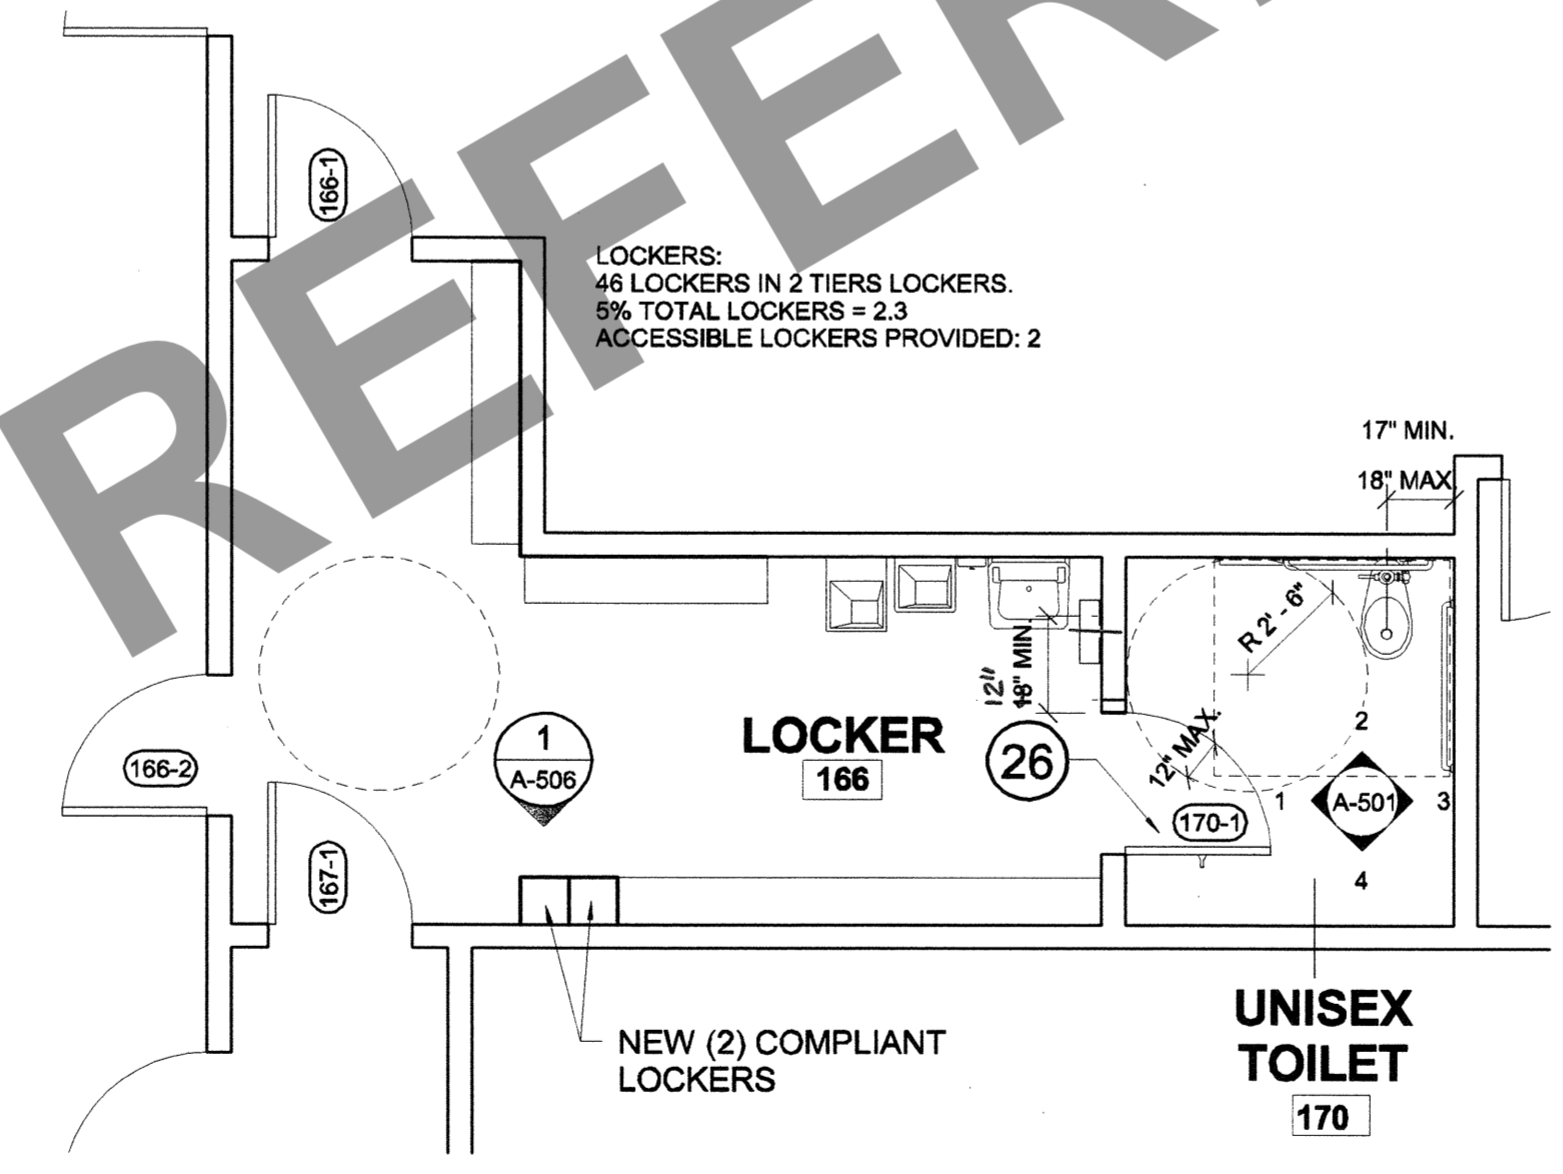 REFER
166-1
LOCKERS:
46 LOCKERS IN 2 TIERS LOCKERS.
5% TOTAL LOCKERS = 2.3
ACCESSIBLE LOCKERS PROVIDED: 2
17" MIN.
18" MAX
R 2' - 6"
12"
18" MIN.
12" MAX.
166-2
1
A-506
LOCKER
166
26
170-1
2
1
A-501
3
4
167-1
NEW (2) COMPLIANT
LOCKERS
UNISEX
TOILET
170